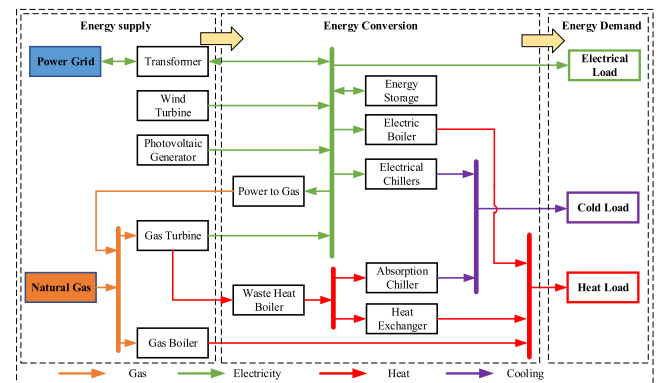 Energy supply
Energy Conversion
Energy Demand
Power Grid
Transformer
Electrical
Load
Wind
Turbine
Energy
Storage
Photovoltaic
Generator
Electric
Boiler
Electrical
Chillers
Power to Gas
Cold Load
Gas Turbine
Natural Gas
Waste Heat
Boiler
Absorption
Chiller
Heat Load
Heat
Exchanger
Gas Boiler
Gas
Electricity
Heat
Cooling